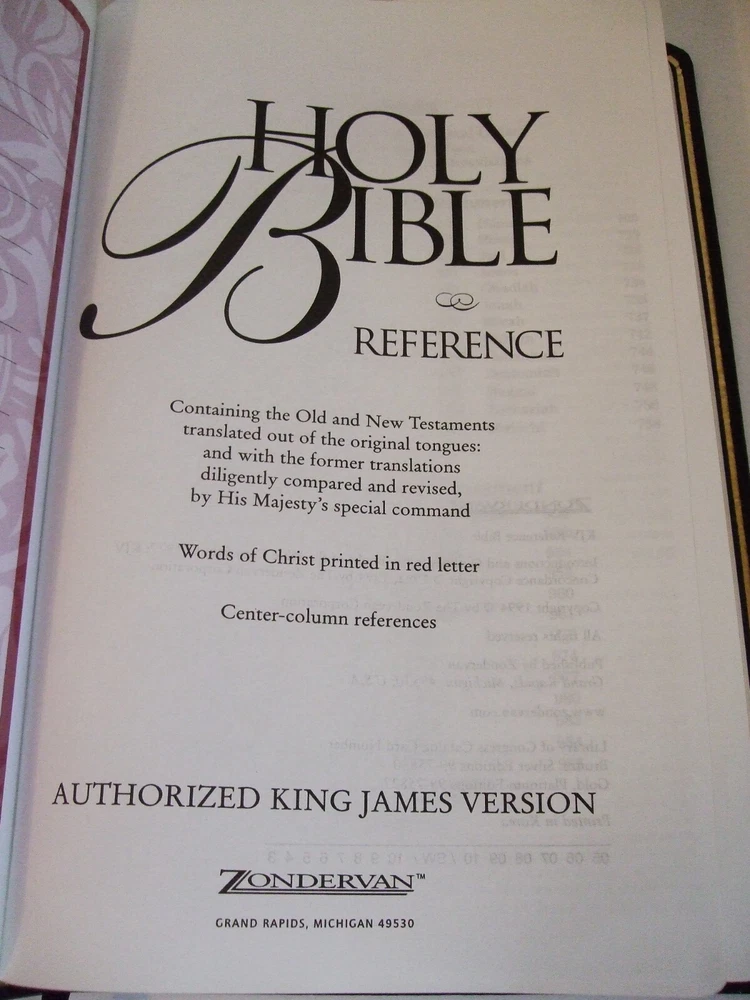 HOLY
BIBLE
REFERENCE
Containing the Old and New Testaments
translated out of the original tongues:
and with the former translations
diligently compared and revised,
by His Majesty's special command
Words of Christ printed in red letter
Center-column references
AUTHORIZED KING JAMES VERSION
ZONDERVAN™
GRAND RAPIDS, MICHIGAN 49530